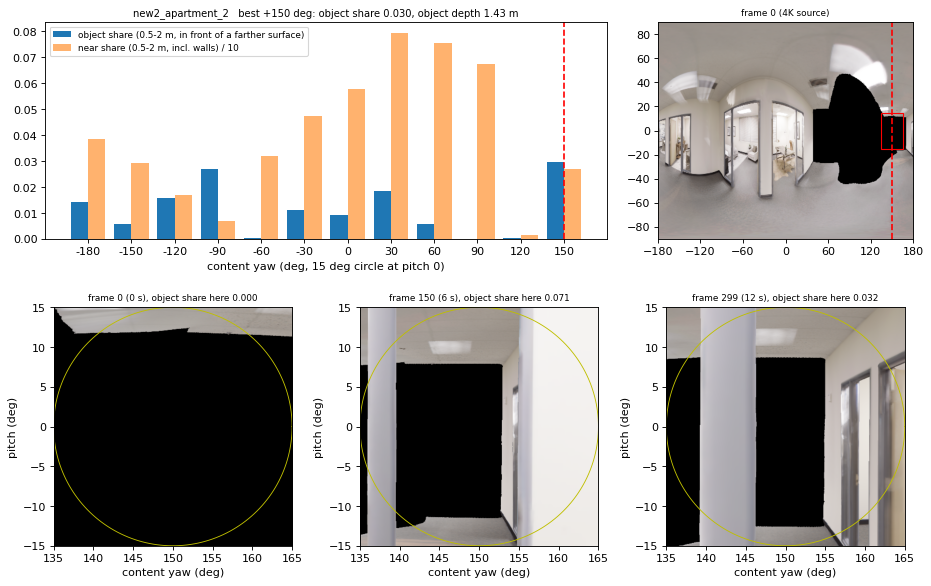 new2_apartment_2   best +150 deg: object share 0.030, object depth 1.43 m
object share (0.5-2 m, in front of a farther surface)
near share (0.5-2 m, incl. walls) / 10
0.08
0.07
0.06
0.05
0.04
0.03
0.02
0.01
0.00
-180 -150 -120 -90 -60 -30 0 30 60 90 120 150
content yaw (deg, 15 deg circle at pitch 0)
frame 0 (4K source)
80
60
40
20
0
−20
−40
−60
−80
−180 −120 −60 0 60 120 180
frame 0 (0 s), object share here 0.000
15
10
5
0
−5
−10
−15
pitch (deg)
135 140 145 150 155 160 165
content yaw (deg)
frame 150 (6 s), object share here 0.071
15
10
5
0
−5
−10
−15
pitch (deg)
135 140 145 150 155 160 165
content yaw (deg)
frame 299 (12 s), object share here 0.032
15
10
5
0
−5
−10
−15
pitch (deg)
135 140 145 150 155 160 165
content yaw (deg)